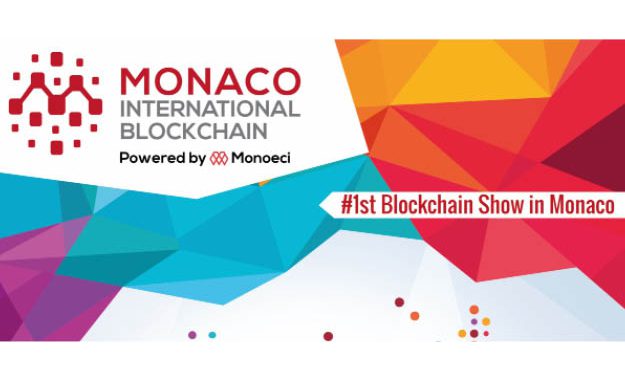 MONACO
INTERNATIONAL
BLOCKCHAIN
Powered by Monoeci
#1st Blockchain Show in Monaco